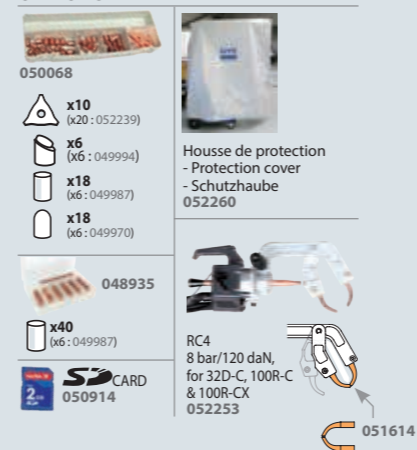 050068
x10
(x20 : 052239)
x6
(x6 : 049994)
x18
(x6 : 049987)
x18
(x6 : 049970)
048935
x40
(x6 : 049987)
2
SD CARD
050914
GYS
Housse de protection
- Protection cover
- Schutzhaube
052260
RC4
8 bar/120 daN,
for 32D-C, 100R-C
& 100R-CX
052253
051614